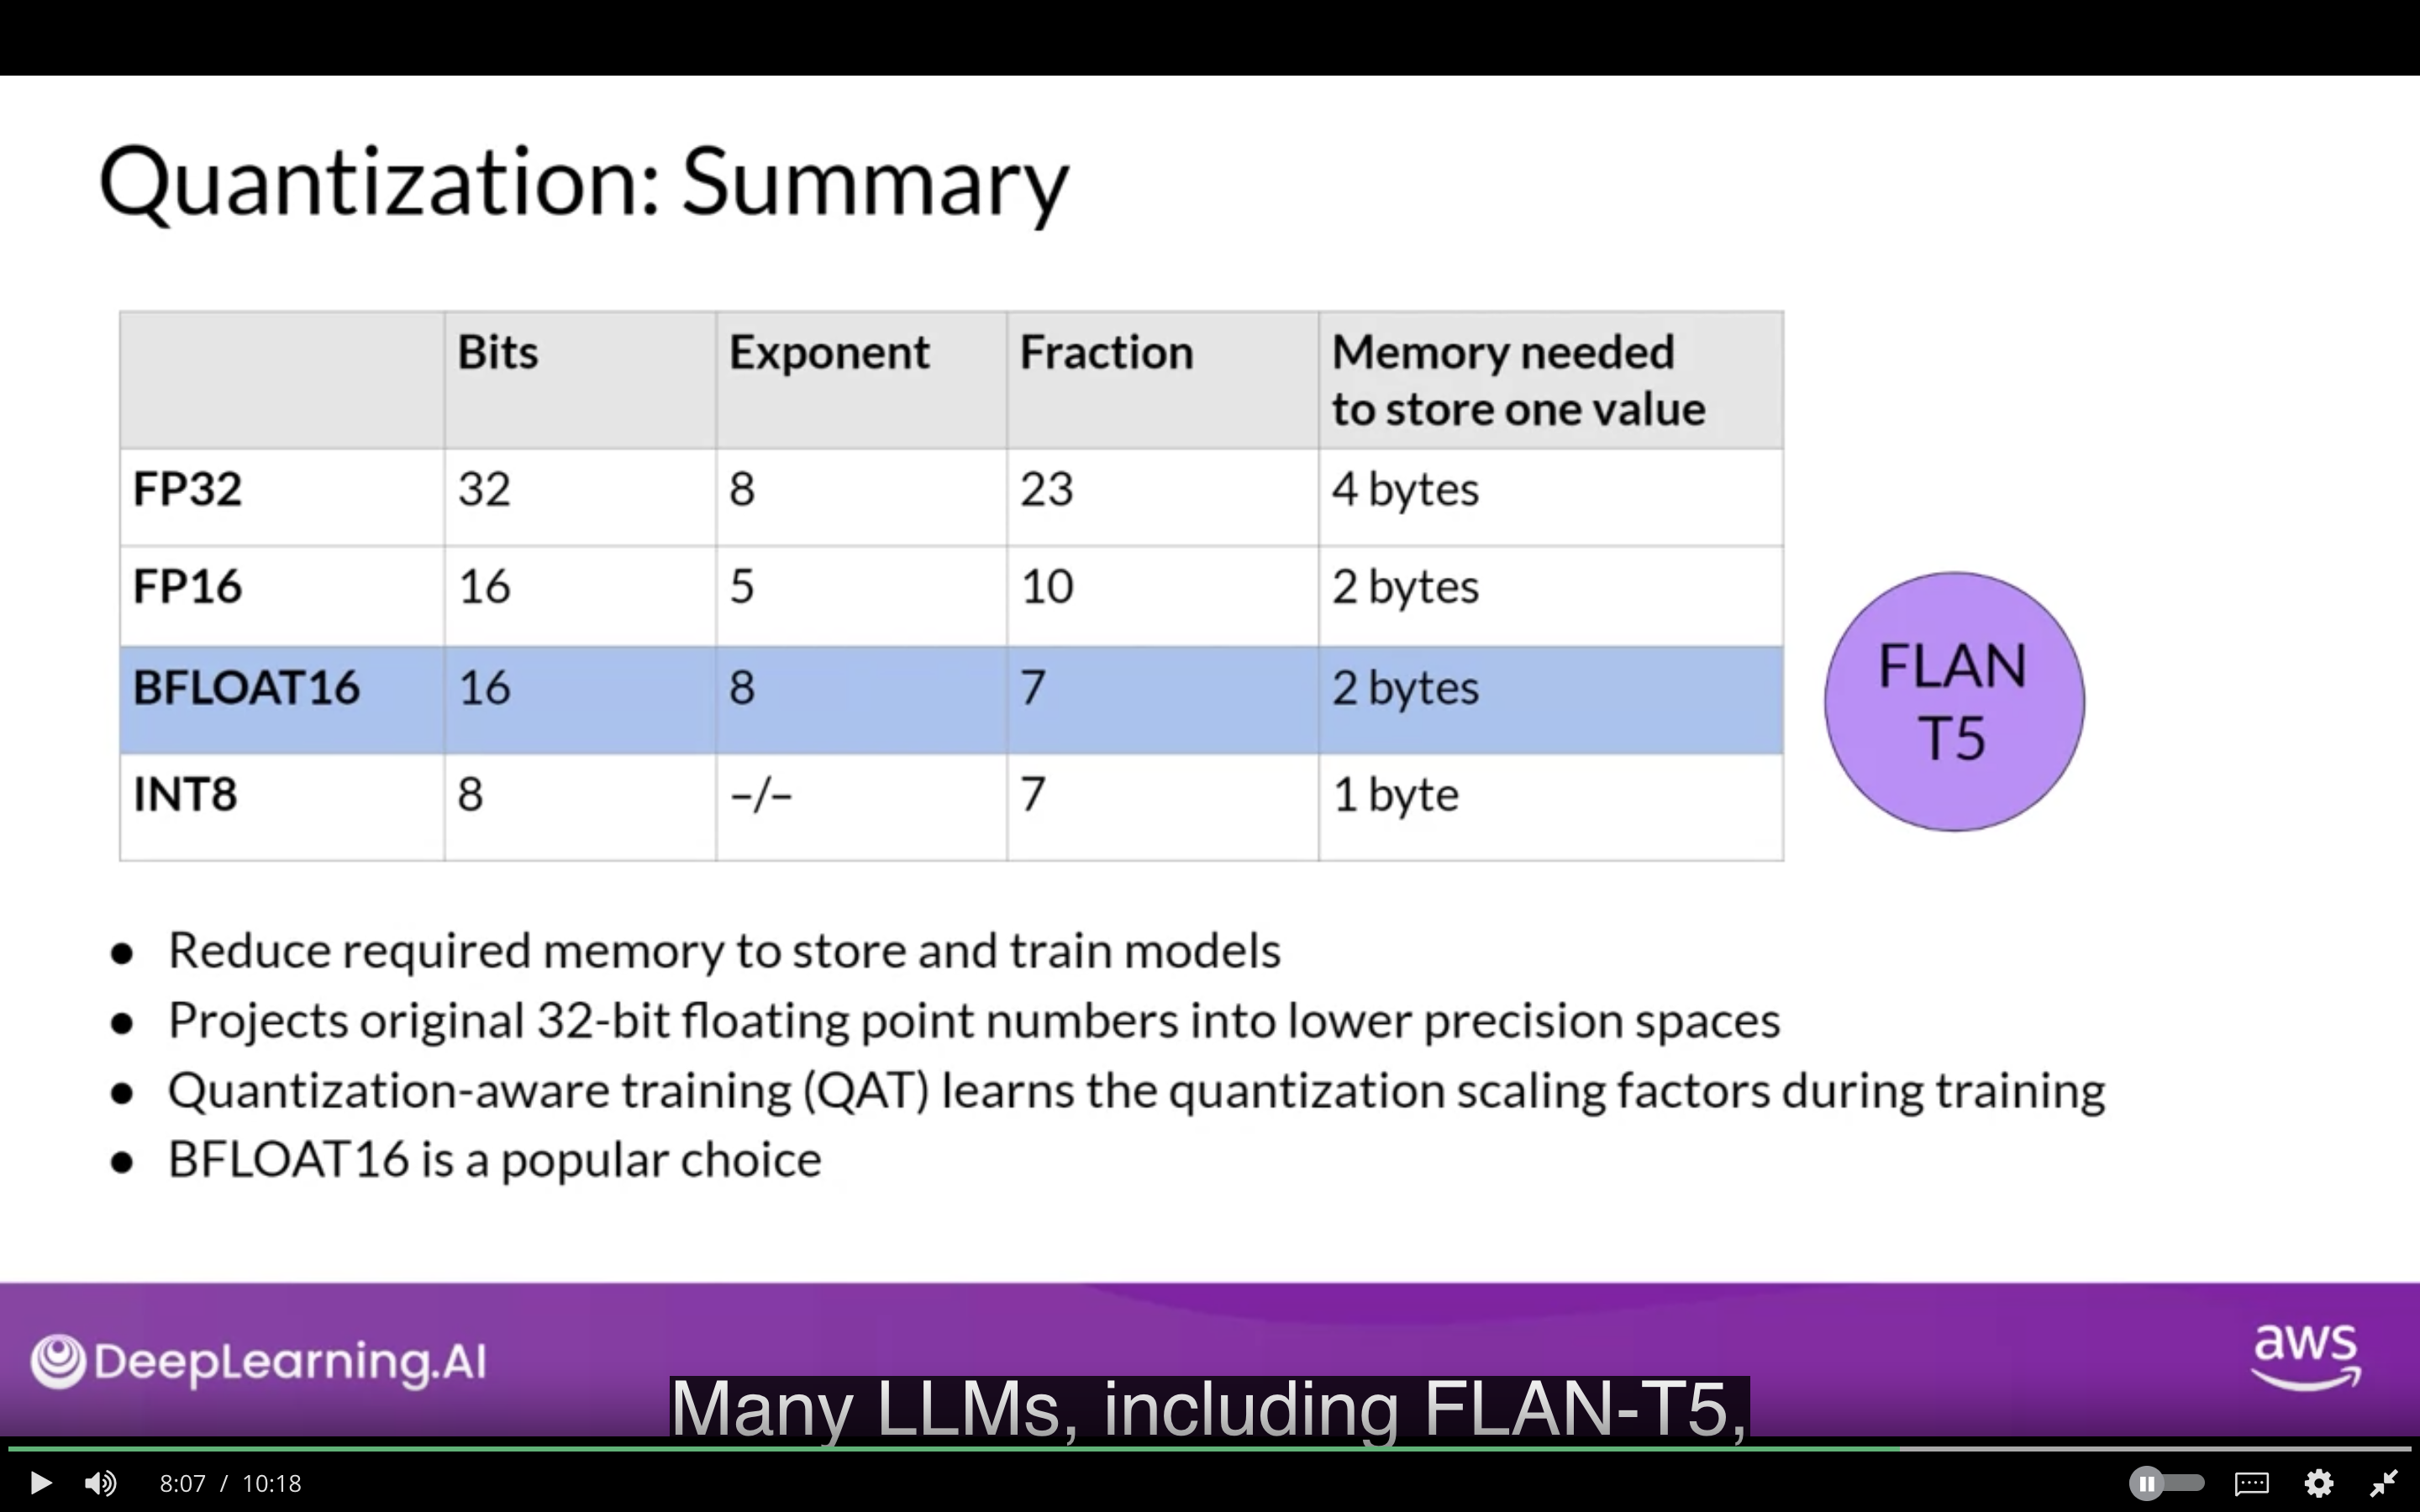 Quantization: Summary
Bits Exponent Fraction Memory needed
to store one value
FP32 32 8 23 4 bytes
FP16 16 5 10 2 bytes
BFLOAT16 16 8 7 2 bytes
INT8 8 –/– 7 1 byte
FLAN
T5
● Reduce required memory to store and train models
● Projects original 32-bit floating point numbers into lower precision spaces
● Quantization-aware training (QAT) learns the quantization scaling factors during training
● BFLOAT16 is a popular choice
DeepLearning.AI
aws
Many LLMs, including FLAN-T5,
8:07 / 10:18